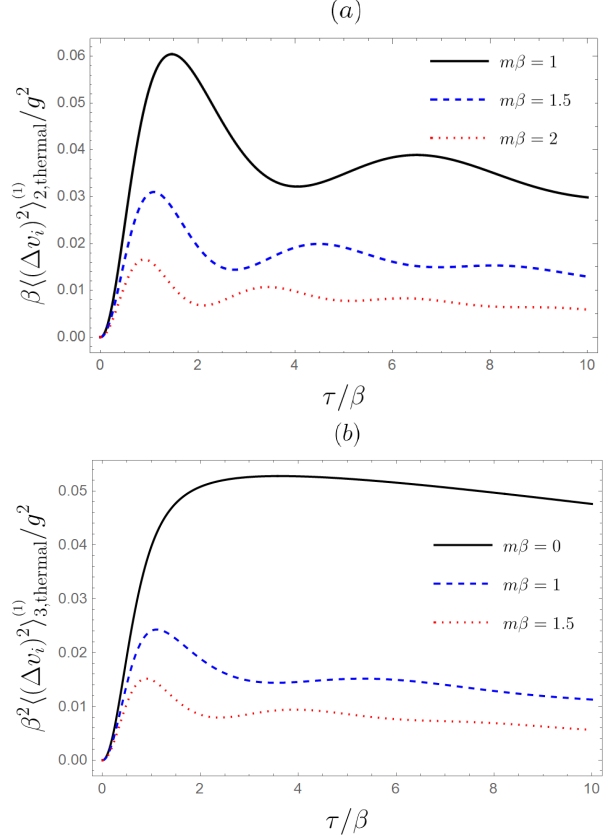 (a)
β⟨(Δv_i)^2⟩^{(1)}_{2,thermal}/g^2
0.06
0.05
0.04
0.03
0.02
0.01
0.00
mβ = 1
mβ = 1.5
mβ = 2
0 2 4 6 8 10
τ/β
(b)
β^2⟨(Δv_i)^2⟩^{(1)}_{3,thermal}/g^2
0.05
0.04
0.03
0.02
0.01
0.00
mβ = 0
mβ = 1
mβ = 1.5
0 2 4 6 8 10
τ/β